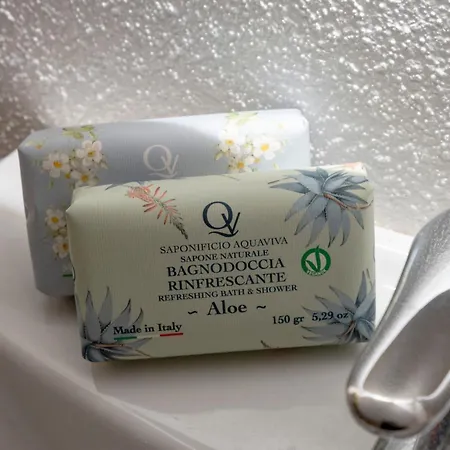 QV
QV
SAPONIFICIO AQUAVIVA
SAPONE NATURALE
BAGNODOCCIA
RINFRESCANTE
REFRESHING BATH & SHOWER
~ Aloe ~
Made in Italy
150 gr 5,29 oz